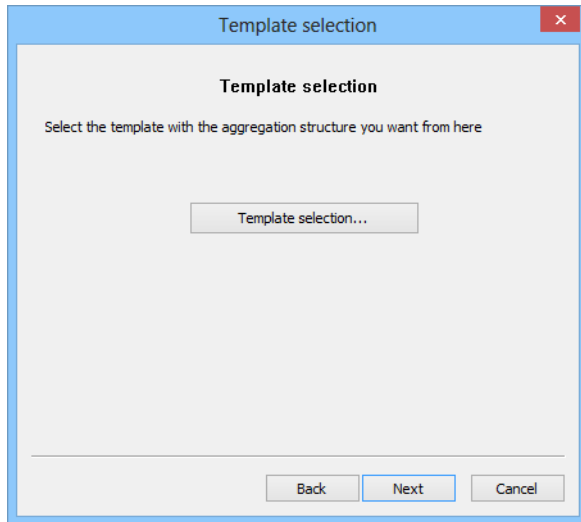 Template selection
Template selection
Select the template with the aggregation structure you want from here
Template selection...
Back
Next
Cancel